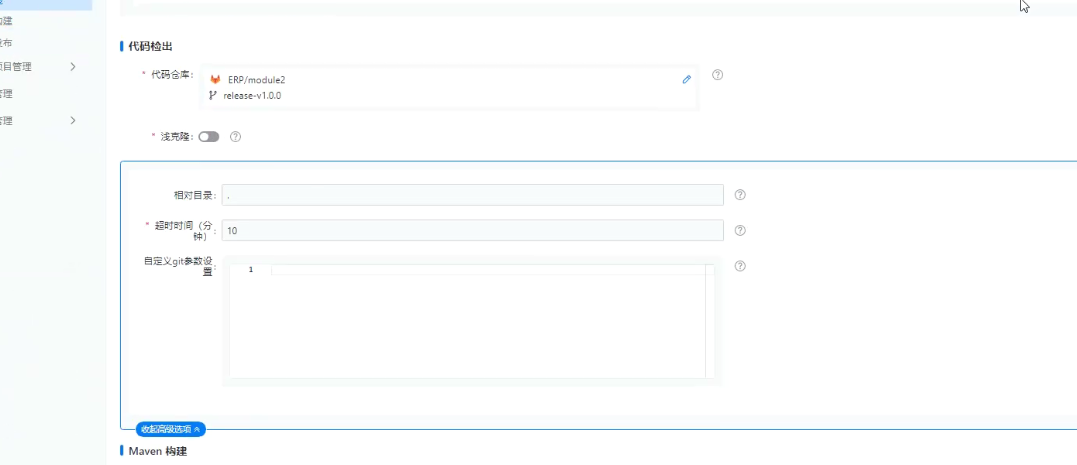 构建
发布
项目管理
管理
管理
代码检出
* 代码仓库:
ERP/module2
release-v1.0.0
* 浅克隆:
相对目录:
.
* 超时时间（分
钟）:
10
自定义git参数设
置:
1
收起高级选项
Maven 构建